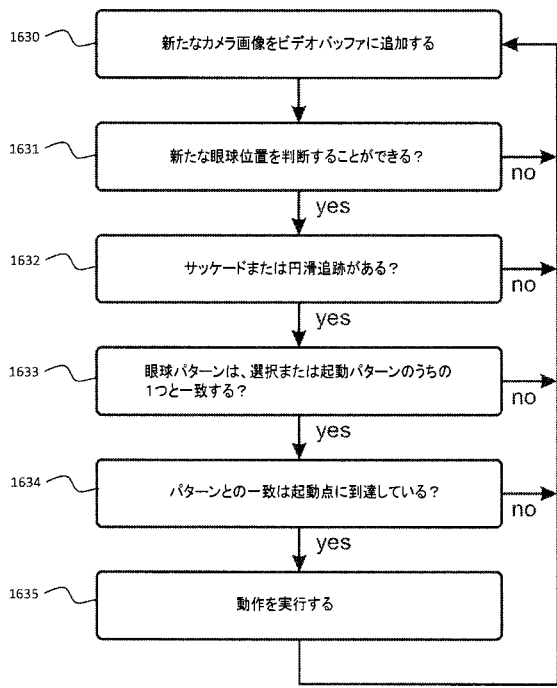 1630
新たなカメラ画像をビデオバッファに追加する
1631
新たな眼球位置を判断することができる？
no
yes
1632
サッケードまたは円滑追跡がある？
no
yes
1633
眼球パターンは、選択または起動パターンのうちの
1つと一致する？
no
yes
1634
パターンとの一致は起動点に到達している？
no
yes
1635
動作を実行する